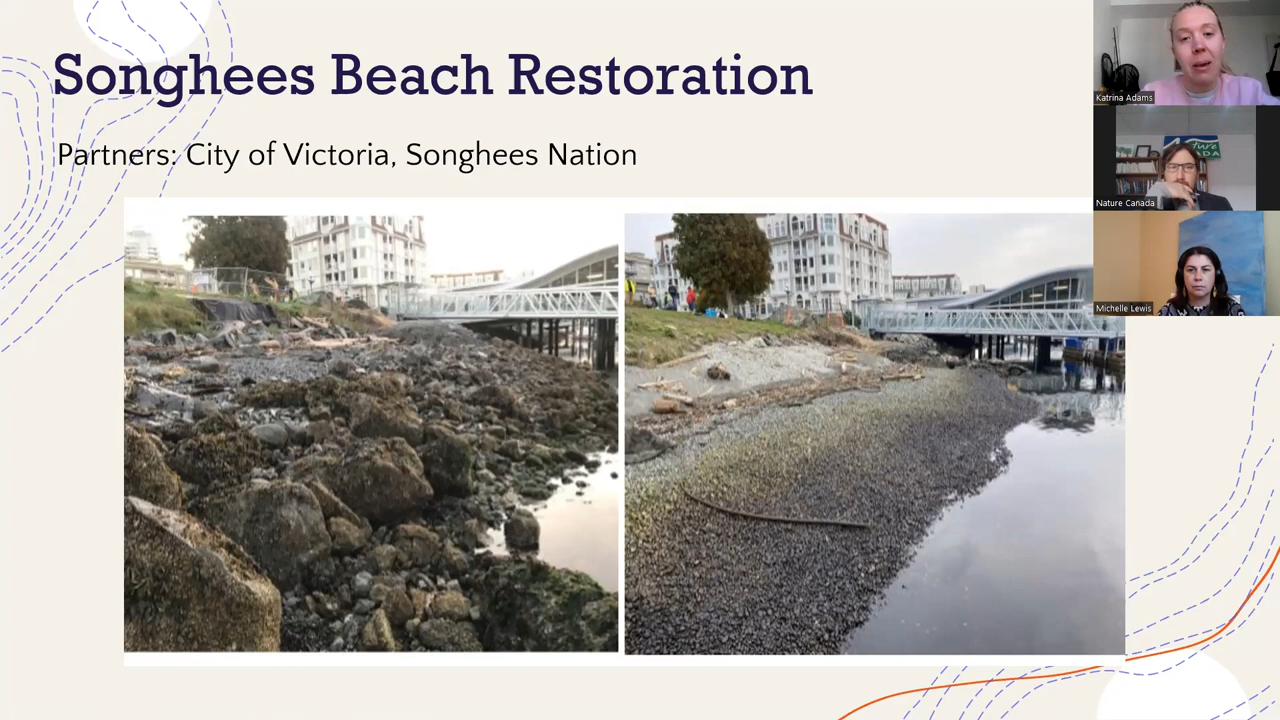 Songhees Beach Restoration
Partners: City of Victoria, Songhees Nation
Katrina Adams
Nature Canada
Michelle Lewis